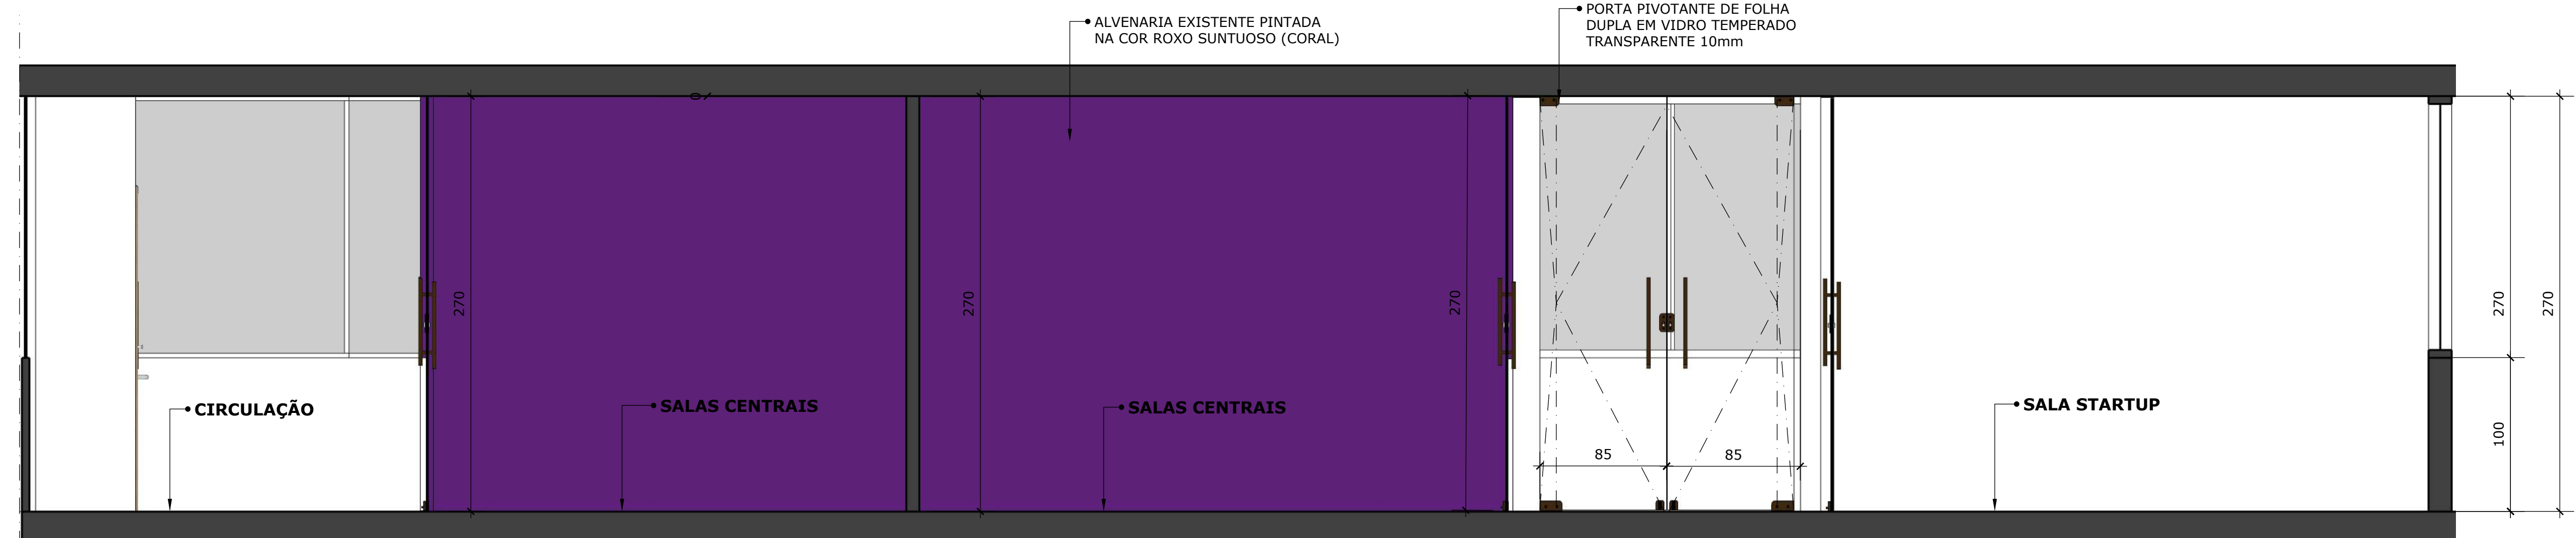 ALVENARIA EXISTENTE PINTADA
NA COR ROXO SUNTUOSO (CORAL)
PORTA PIVOTANTE DE FOLHA
DUPLA EM VIDRO TEMPERADO
TRANSPARENTE 10mm
0
270
270
270
270
270
CIRCULAÇÃO
SALAS CENTRAIS
SALAS CENTRAIS
SALA STARTUP
100
85
85